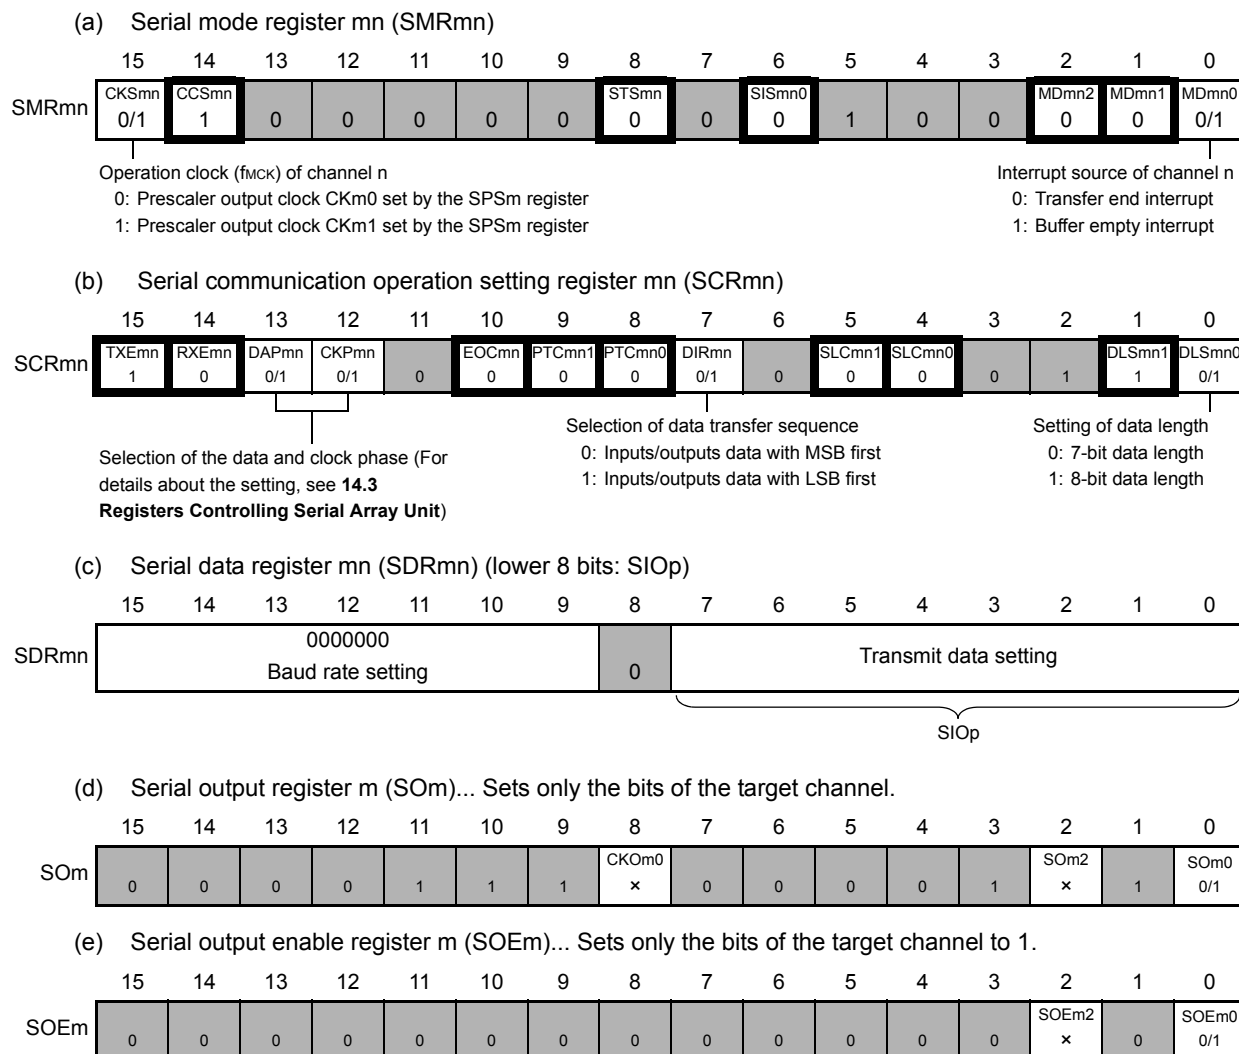 (a) Serial mode register mn (SMRmn)
15 14 13 12 11 10 9 8 7 6 5 4 3 2 1 0
CKSmn CCSmn STSmn SISmn0 MDmn2 MDmn1 MDmn0
SMRmn 0/1 1 0 0 0 0 0 0 0 0 1 0 0 0 0 0/1
Operation clock (fMCK) of channel n
0: Prescaler output clock CKm0 set by the SPSm register
1: Prescaler output clock CKm1 set by the SPSm register
Interrupt source of channel n
0: Transfer end interrupt
1: Buffer empty interrupt
(b) Serial communication operation setting register mn (SCRmn)
15 14 13 12 11 10 9 8 7 6 5 4 3 2 1 0
TXEmn RXEmn DAPmn CKPmn EOCmn PTCmn1 PTCmn0 DIRmn SLCmn1 SLCmn0 DLSmn1 DLSmn0
SCRmn 1 0 0/1 0/1 0 0 0 0 0/1 0 0 0 0 1 1 0/1
Selection of the data and clock phase (For
details about the setting, see 14.3
Registers Controlling Serial Array Unit)
Selection of data transfer sequence
0: Inputs/outputs data with MSB first
1: Inputs/outputs data with LSB first
Setting of data length
0: 7-bit data length
1: 8-bit data length
(c) Serial data register mn (SDRmn) (lower 8 bits: SIOp)
15 14 13 12 11 10 9 8 7 6 5 4 3 2 1 0
SDRmn
0000000
Baud rate setting
0
Transmit data setting
SIOp
(d) Serial output register m (SOm)... Sets only the bits of the target channel.
15 14 13 12 11 10 9 8 7 6 5 4 3 2 1 0
CKOm0 SOm2 SOm0
SOm 0 0 0 0 1 1 1 × 0 0 0 0 1 × 1 0/1
(e) Serial output enable register m (SOEm)... Sets only the bits of the target channel to 1.
15 14 13 12 11 10 9 8 7 6 5 4 3 2 1 0
SOEm2 SOEm0
SOEm 0 0 0 0 0 0 0 0 0 0 0 0 0 × 0 0/1